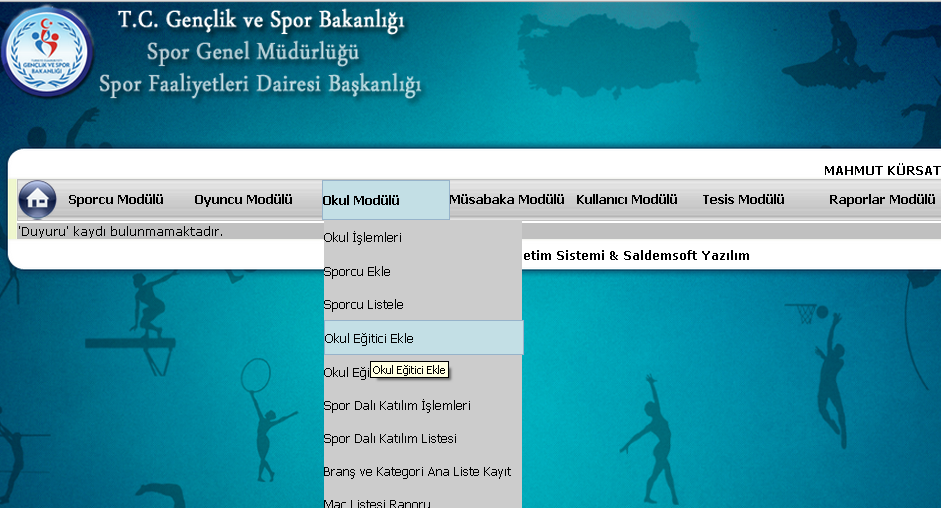 T.C. Gençlik ve Spor Bakanlığı
Spor Genel Müdürlüğü
Spor Faaliyetleri Dairesi Başkanlığı
GENÇLİK VE SPOR
BAKANLIĞI
MAHMUT KÜRSAT
Sporcu Modülü Oyuncu Modülü Okul Modülü Müsabaka Modülü Kullanıcı Modülü Tesis Modülü Raporlar Modülü
'Duyuru' kaydı bulunmamaktadır.
etim Sistemi & Saldemsoft Yazılım
Okul İşlemleri
Sporcu Ekle
Sporcu Listele
Okul Eğitici Ekle
Okul Eği
Okul Eğitici Ekle
Spor Dalı Katılım İşlemleri
Spor Dalı Katılım Listesi
Branş ve Kategori Ana Liste Kayıt
Maç Listesi Raporu